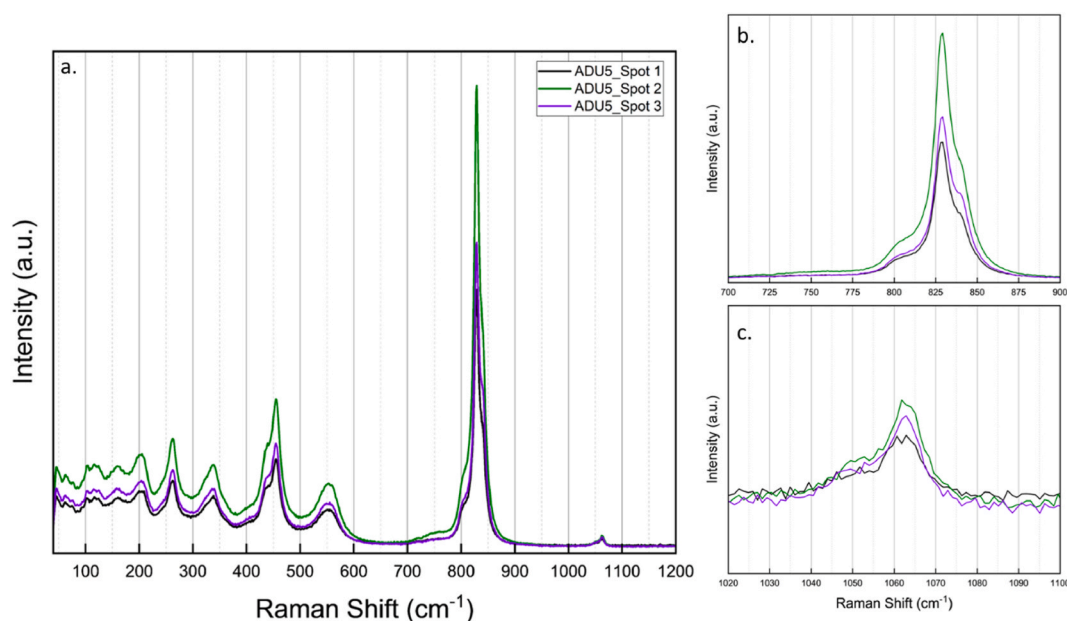 a.
ADU5_Spot 1
ADU5_Spot 2
ADU5_Spot 3
Intensity (a.u.)
100 200 300 400 500 600 700 800 900 1000 1100 1200
Raman Shift (cm⁻¹)
b.
Intensity (a.u.)
700 725 750 775 800 825 850 875 900
c.
Intensity (a.u.)
1020 1030 1040 1050 1060 1070 1080 1090 1100
Raman Shift (cm⁻¹)